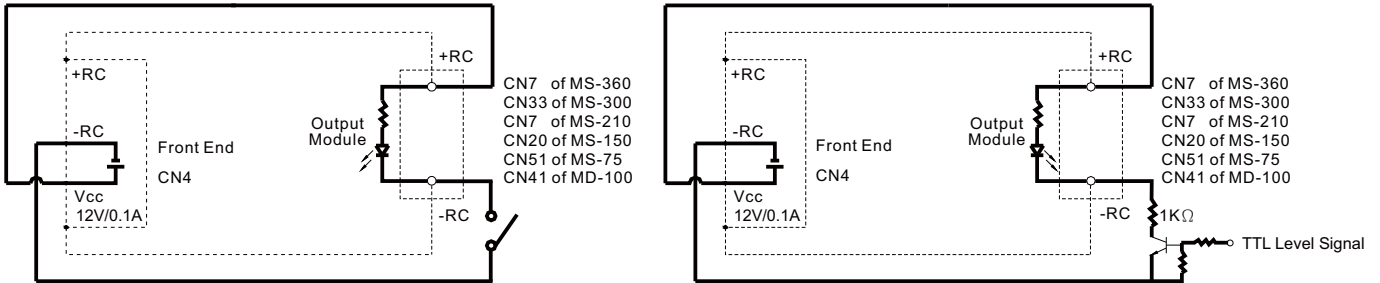 +RC
+RC
CN7 of MS-360
CN33 of MS-300
CN7 of MS-210
CN20 of MS-150
CN51 of MS-75
CN41 of MD-100
Output
Module
-RC
Front End
CN4
Vcc
12V/0.1A
-RC
+RC
+RC
CN7 of MS-360
CN33 of MS-300
CN7 of MS-210
CN20 of MS-150
CN51 of MS-75
CN41 of MD-100
Output
Module
-RC
Front End
CN4
Vcc
12V/0.1A
-RC
1KΩ
TTL Level Signal